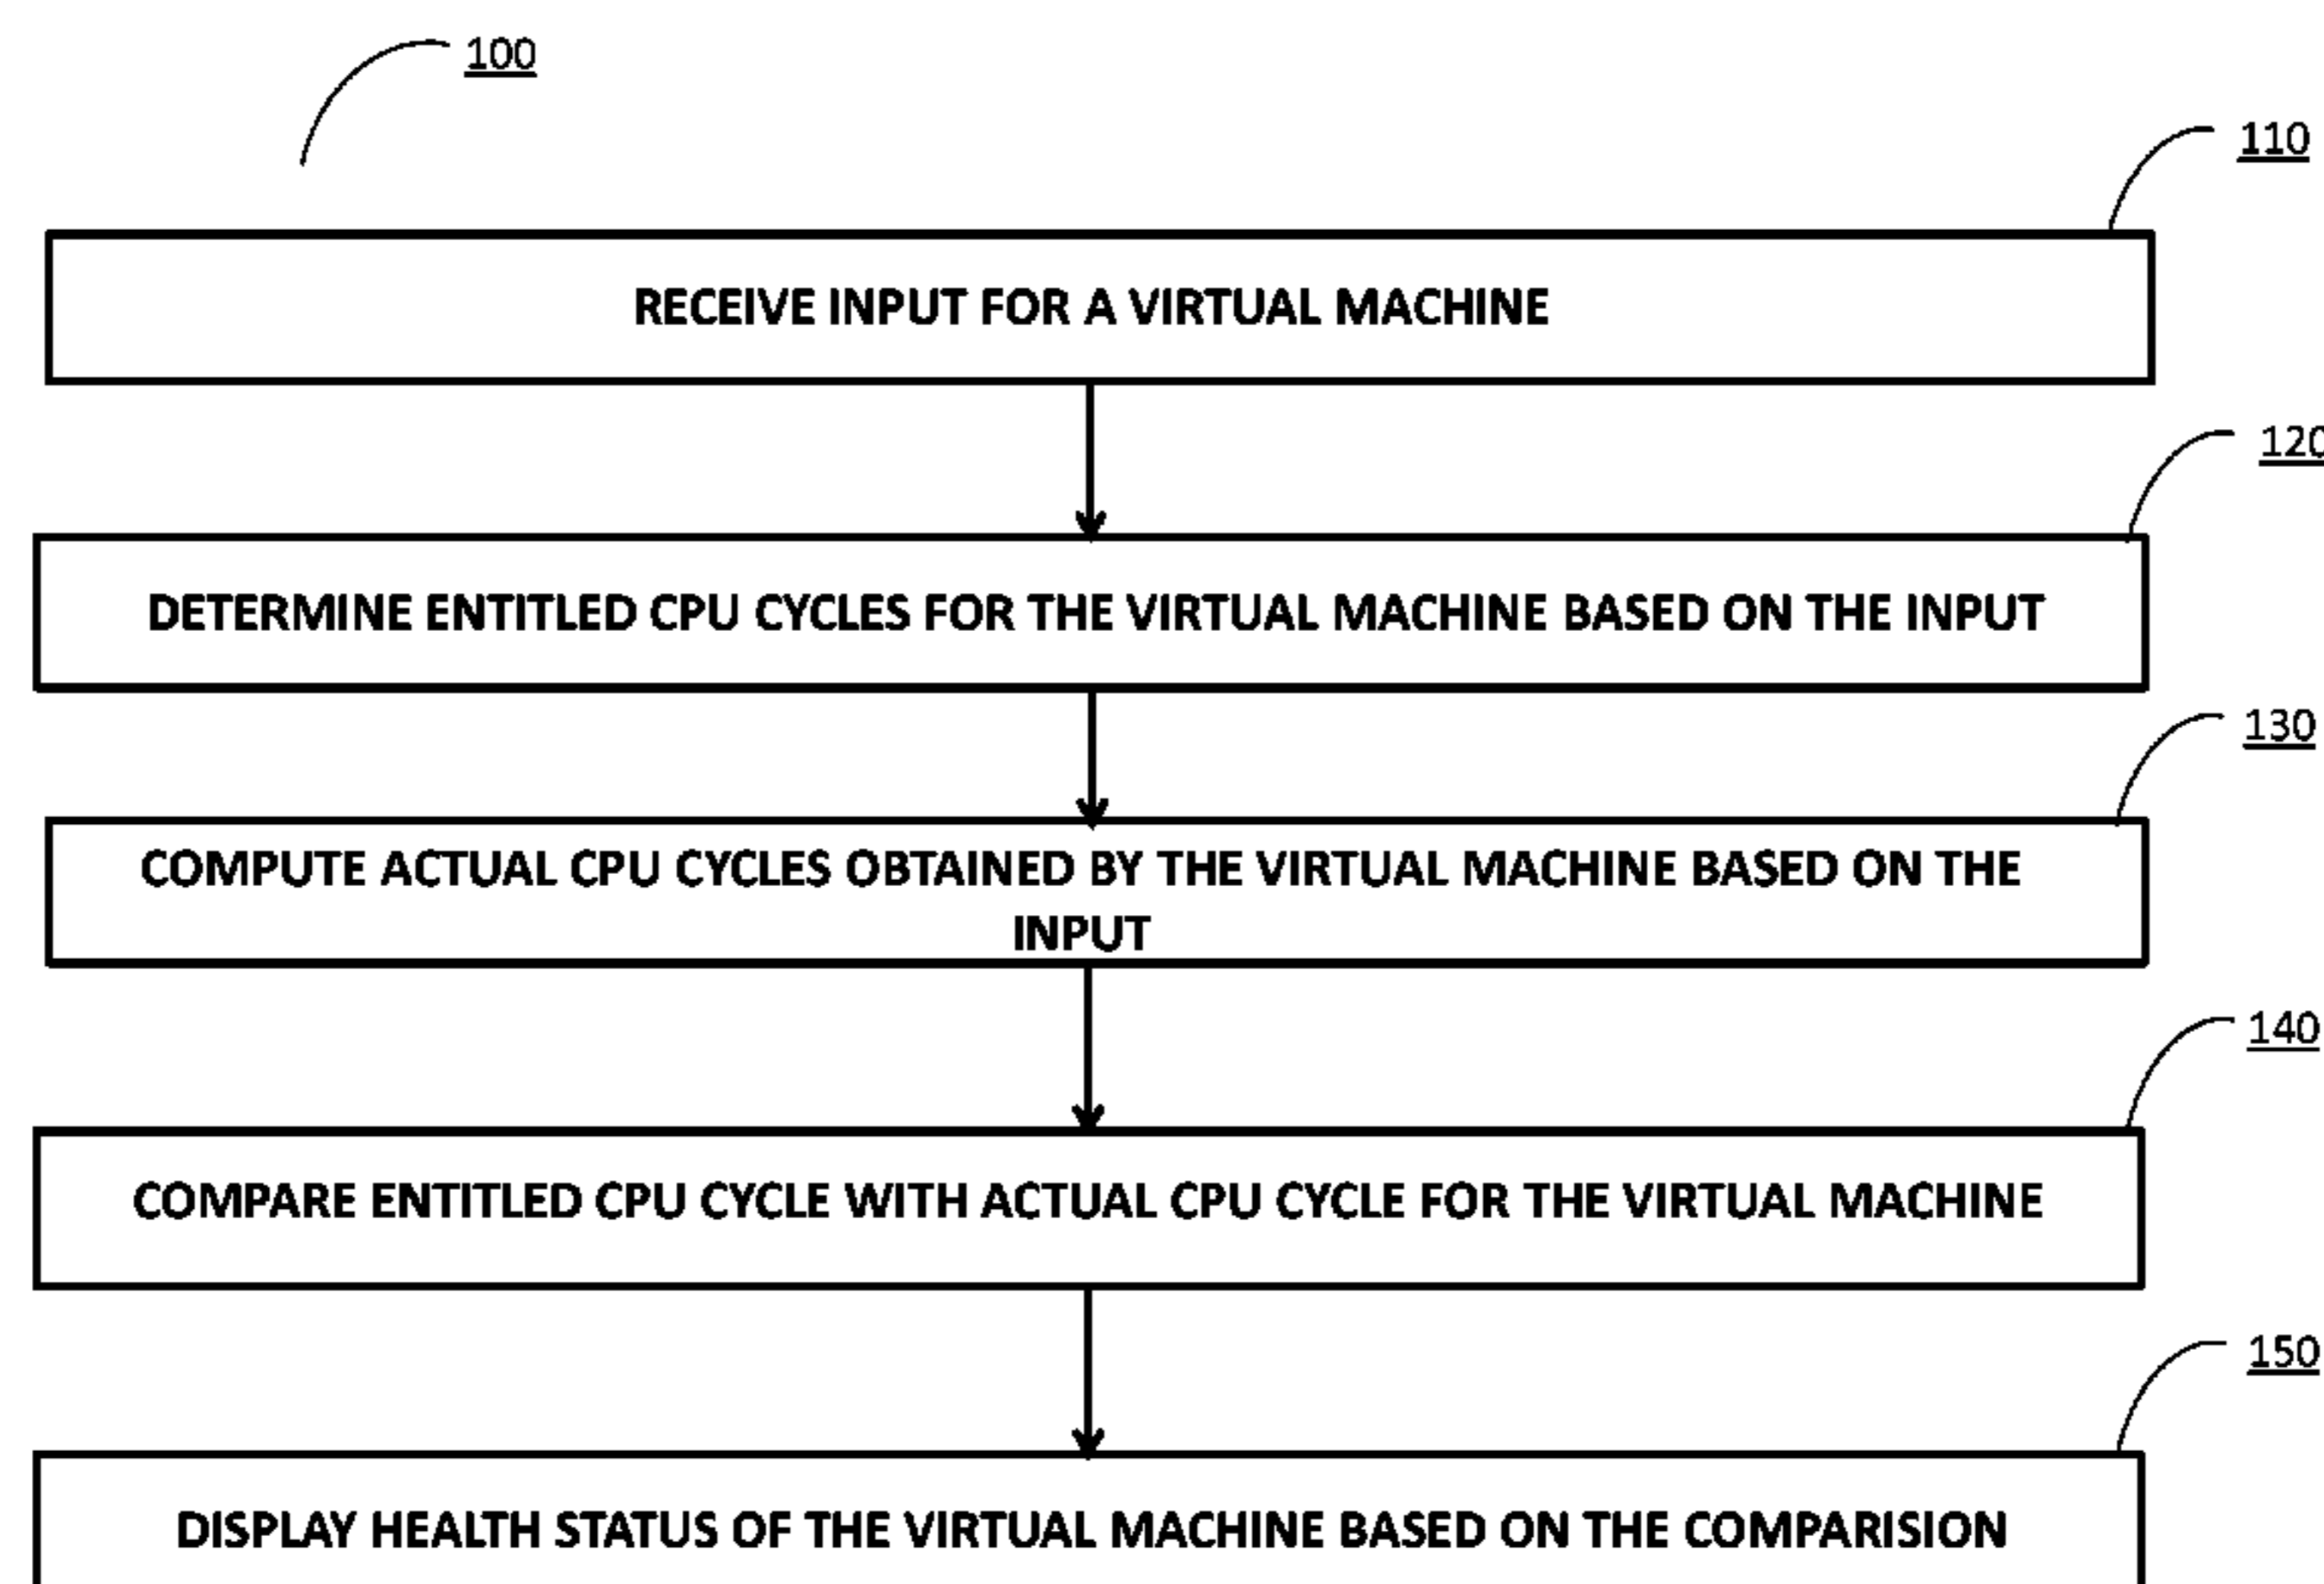 100
110
RECEIVE INPUT FOR A VIRTUAL MACHINE
120
DETERMINE ENTITLED CPU CYCLES FOR THE VIRTUAL MACHINE BASED ON THE INPUT
130
COMPUTE ACTUAL CPU CYCLES OBTAINED BY THE VIRTUAL MACHINE BASED ON THE
INPUT
140
COMPARE ENTITLED CPU CYCLE WITH ACTUAL CPU CYCLE FOR THE VIRTUAL MACHINE
150
DISPLAY HEALTH STATUS OF THE VIRTUAL MACHINE BASED ON THE COMPARISION